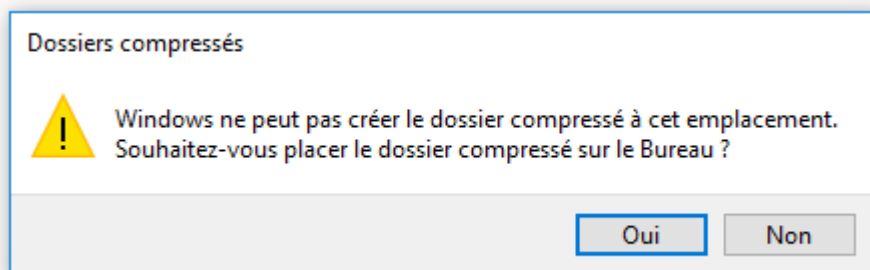 Dossiers compressés
Windows ne peut pas créer le dossier compressé à cet emplacement.
Souhaitez-vous placer le dossier compressé sur le Bureau ?
Oui
Non